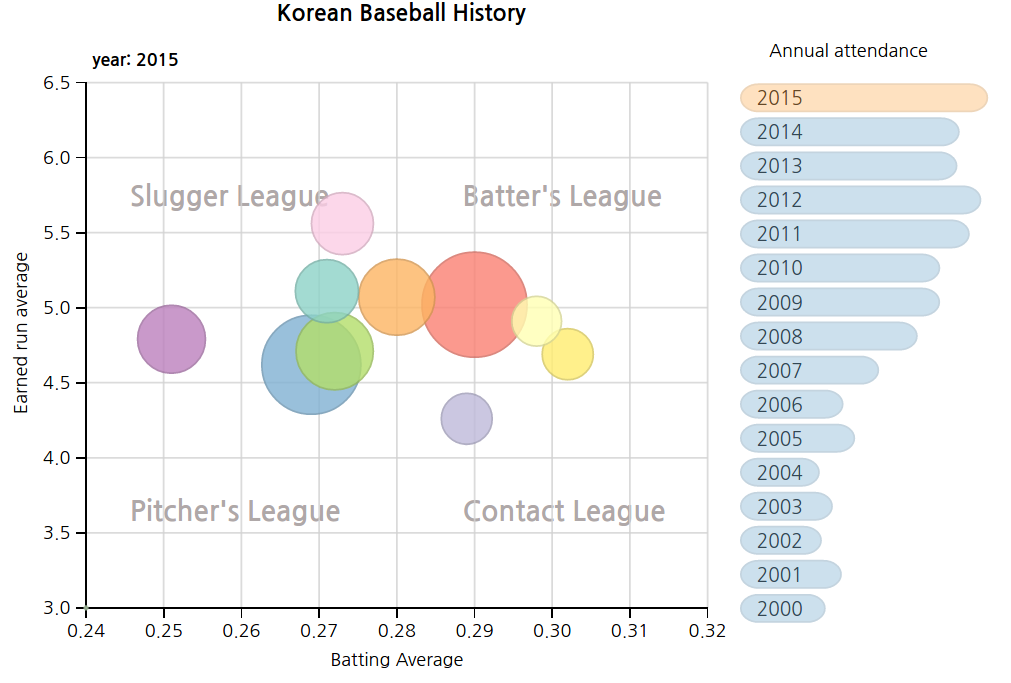 Korean Baseball History
year: 2015
Annual attendance
Earned run average
6.5
6.0
5.5
5.0
4.5
4.0
3.5
3.0
Slugger League
Batter's League
Pitcher's League
Contact League
0.24 0.25 0.26 0.27 0.28 0.29 0.30 0.31 0.32
Batting Average
2015
2014
2013
2012
2011
2010
2009
2008
2007
2006
2005
2004
2003
2002
2001
2000